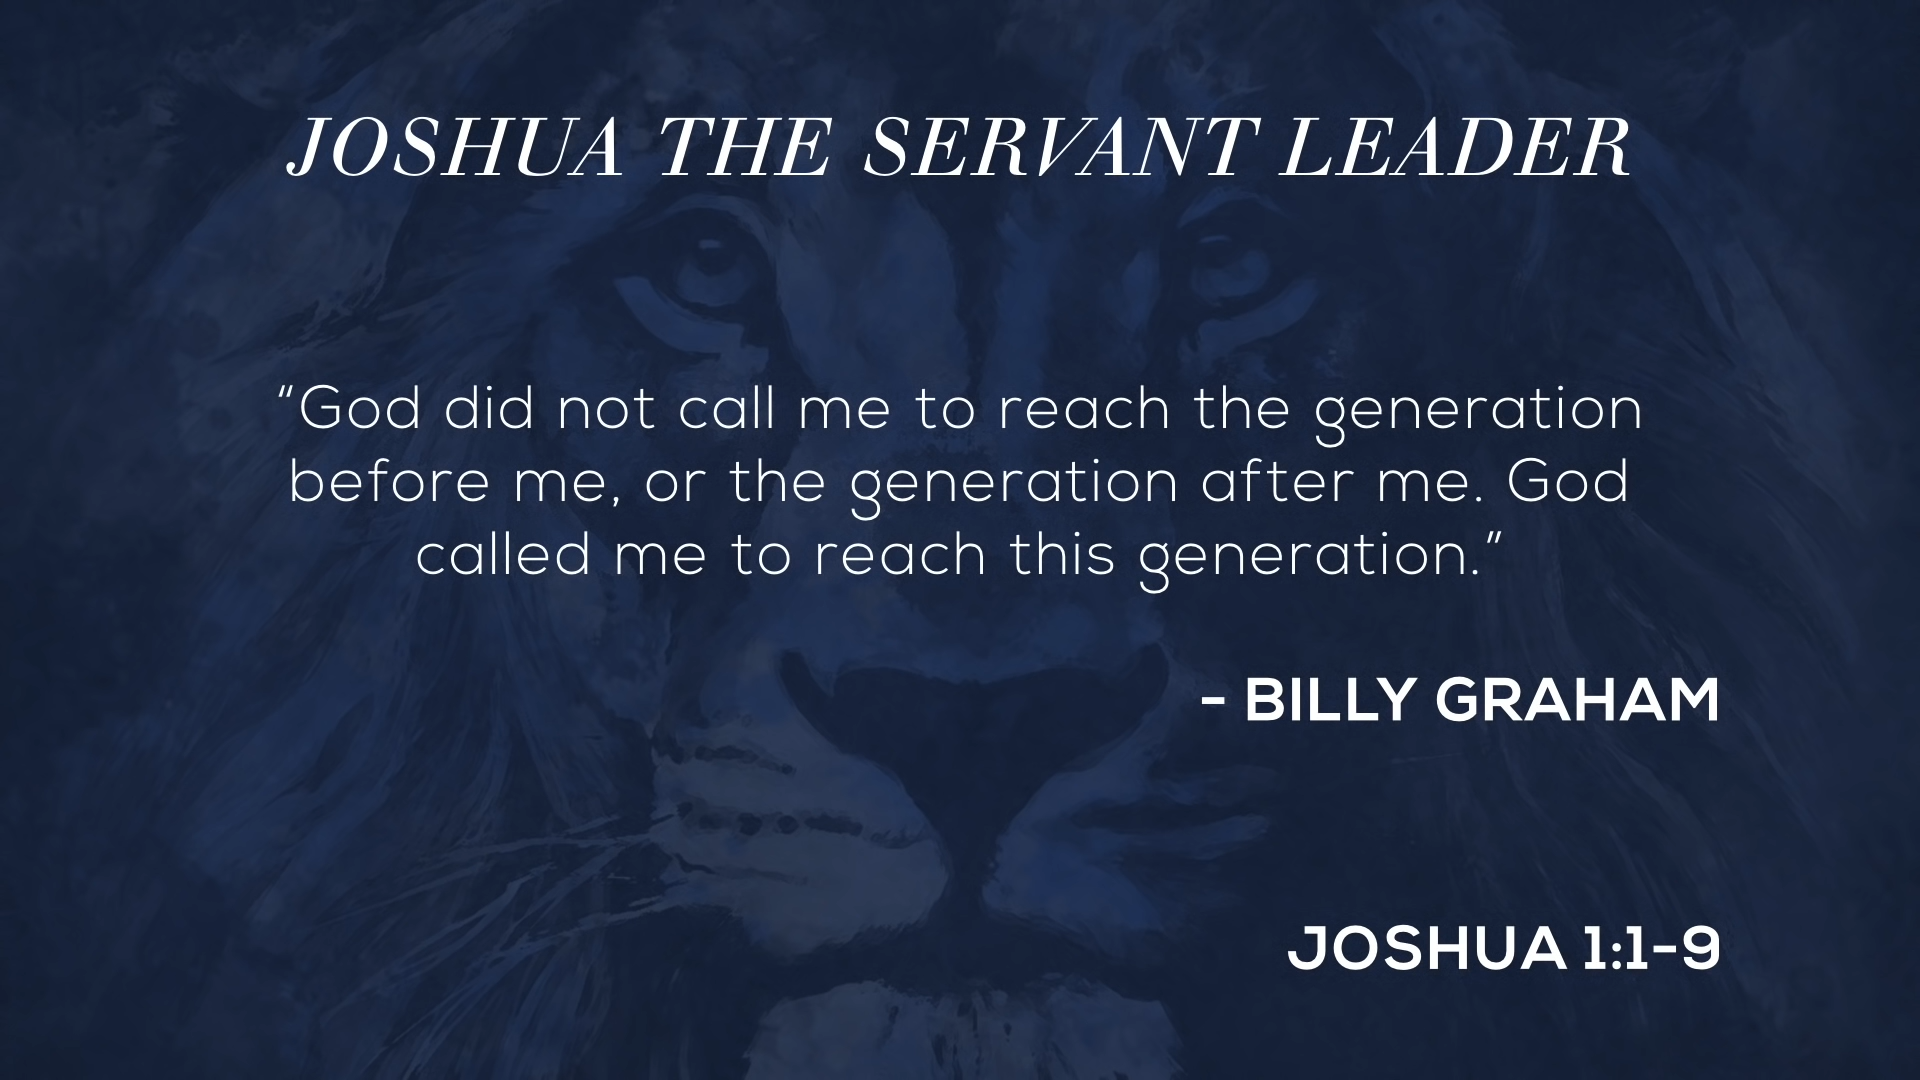 JOSHUA THE SERVANT LEADER
“God did not call me to reach the generation
before me, or the generation after me. God
called me to reach this generation.”
- BILLY GRAHAM
JOSHUA 1:1-9